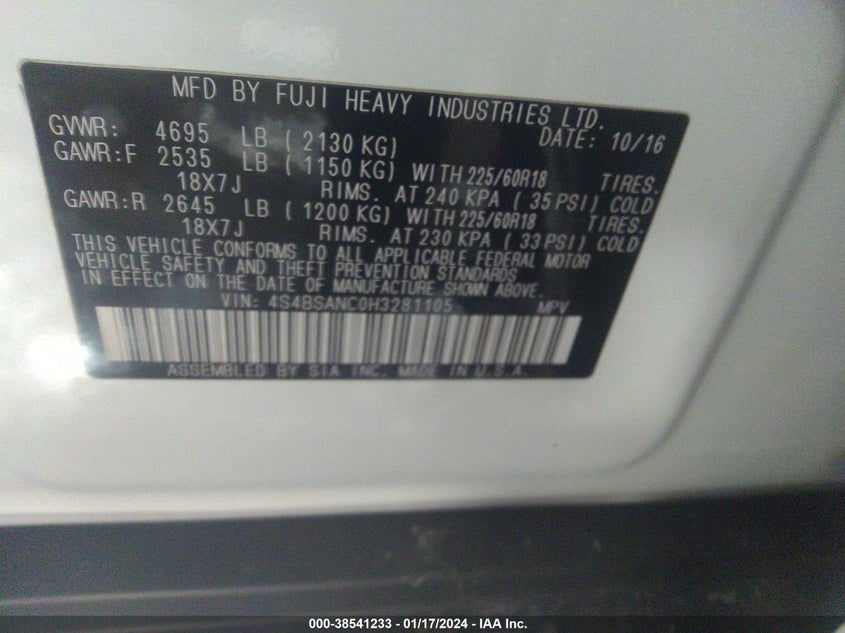 MFD BY FUJI HEAVY INDUSTRIES LTD.
GVWR: 4695 LB ( 2130 KG) DATE: 10/16
GAWR:F 2535 LB ( 1150 KG) WITH 225/60R18 TIRES.
18X7J RIMS. AT 240 KPA ( 35 PSI) COLD
GAWR:R 2645 LB ( 1200 KG) WITH 225/60R18 TIRES.
18X7J RIMS. AT 230 KPA ( 33 PSI) COLD
THIS VEHICLE CONFORMS TO ALL APPLICABLE FEDERAL MOTOR
VEHICLE SAFETY AND THEFT PREVENTION STANDARDS
IN EFFECT ON THE DATE OF MANUFACTURE SHOWN ABOVE.
VIN: 4S4BSANC0H3281105 MPV
ASSEMBLED BY SIA INC. MADE IN U.S.A.
000-38541233 - 01/17/2024 - IAA Inc.